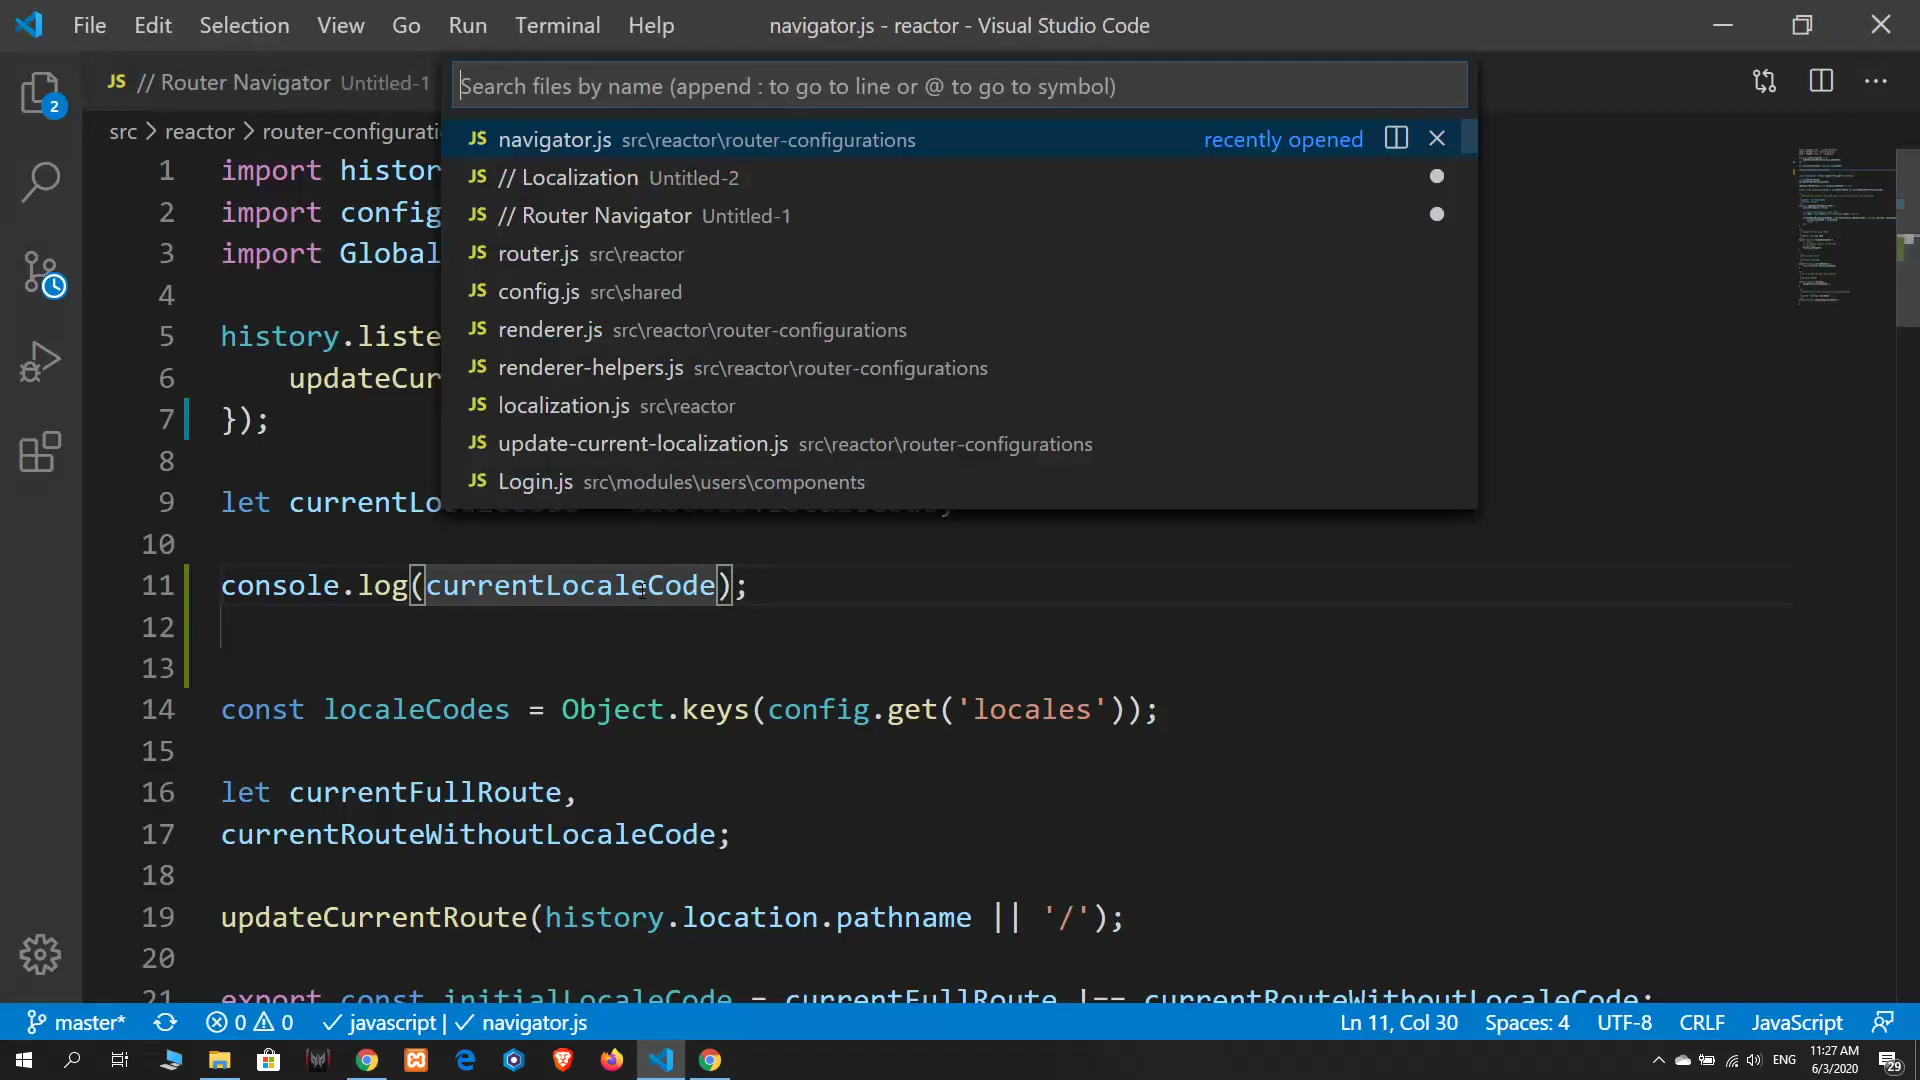 File Edit Selection View Go Run Terminal Help navigator.js - reactor - Visual Studio Code
JS // Router Navigator Untitled-1
Search files by name (append : to go to line or @ to go to symbol)
src > reactor > router-configurati
JS navigator.js src\reactor\router-configurations recently opened
JS // Localization Untitled-2
JS // Router Navigator Untitled-1
JS router.js src\reactor
JS config.js src\shared
JS renderer.js src\reactor\router-configurations
JS renderer-helpers.js src\reactor\router-configurations
JS localization.js src\reactor
JS update-current-localization.js src\reactor\router-configurations
JS Login.js src\modules\users\components
2
1 import histor
2 import config
3 import Global
4
5 history.liste
6 updateCur
7 });
8
9 let currentLo
10
11 console.log(currentLocaleCode);
12
13
14 const localeCodes = Object.keys(config.get('locales'));
15
16 let currentFullRoute,
17 currentRouteWithoutLocaleCode;
18
19 updateCurrentRoute(history.location.pathname || '/');
20
21 export const initialLocaleCode = currentFullRoute !== currentRouteWithoutLocaleCode;
master* 0 0 javascript | navigator.js Ln 11, Col 30 Spaces: 4 UTF-8 CRLF JavaScript
ENG 11:27 AM
6/3/2020
29